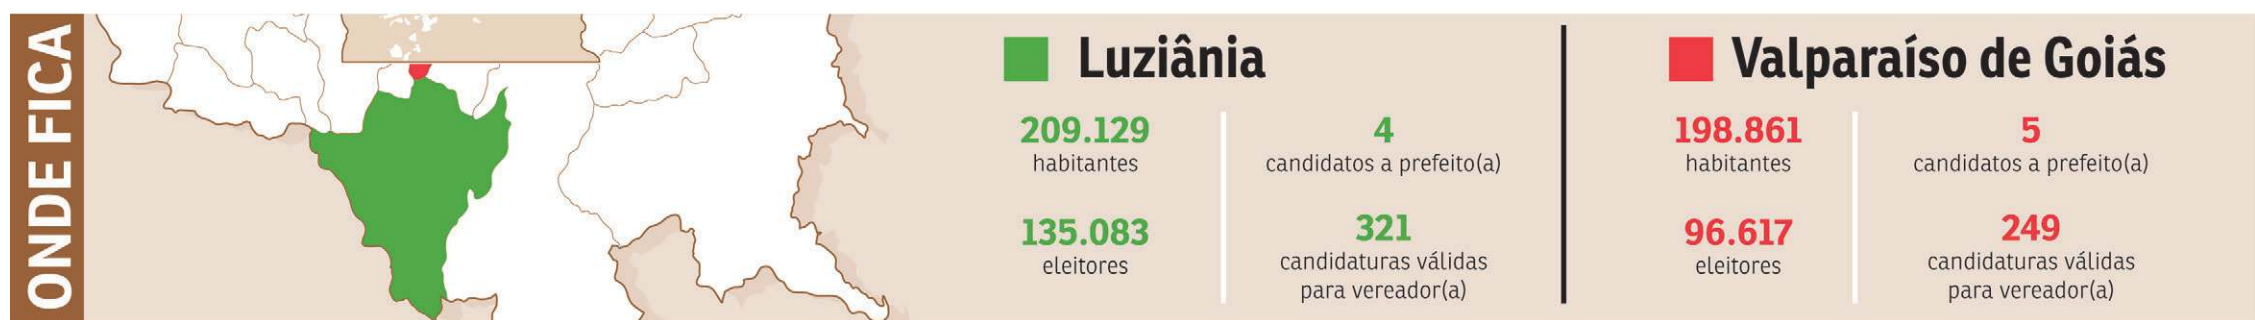 ONDE FICA
Luziânia
209.129
habitantes
4
candidatos a prefeito(a)
135.083
eleitores
321
candidaturas válidas
para vereador(a)
Valparaíso de Goiás
198.861
habitantes
5
candidatos a prefeito(a)
96.617
eleitores
249
candidaturas válidas
para vereador(a)